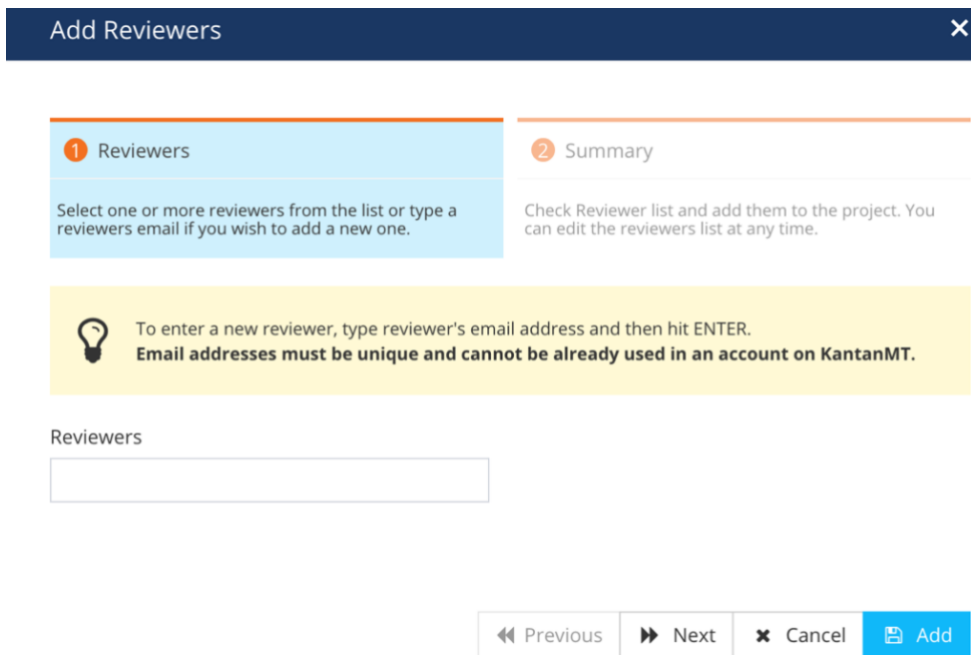 Add Reviewers
1 Reviewers
Select one or more reviewers from the list or type a
reviewers email if you wish to add a new one.
2 Summary
Check Reviewer list and add them to the project. You
can edit the reviewers list at any time.
To enter a new reviewer, type reviewer's email address and then hit ENTER.
Email addresses must be unique and cannot be already used in an account on KantanMT.
Reviewers
Previous
Next
Cancel
Add